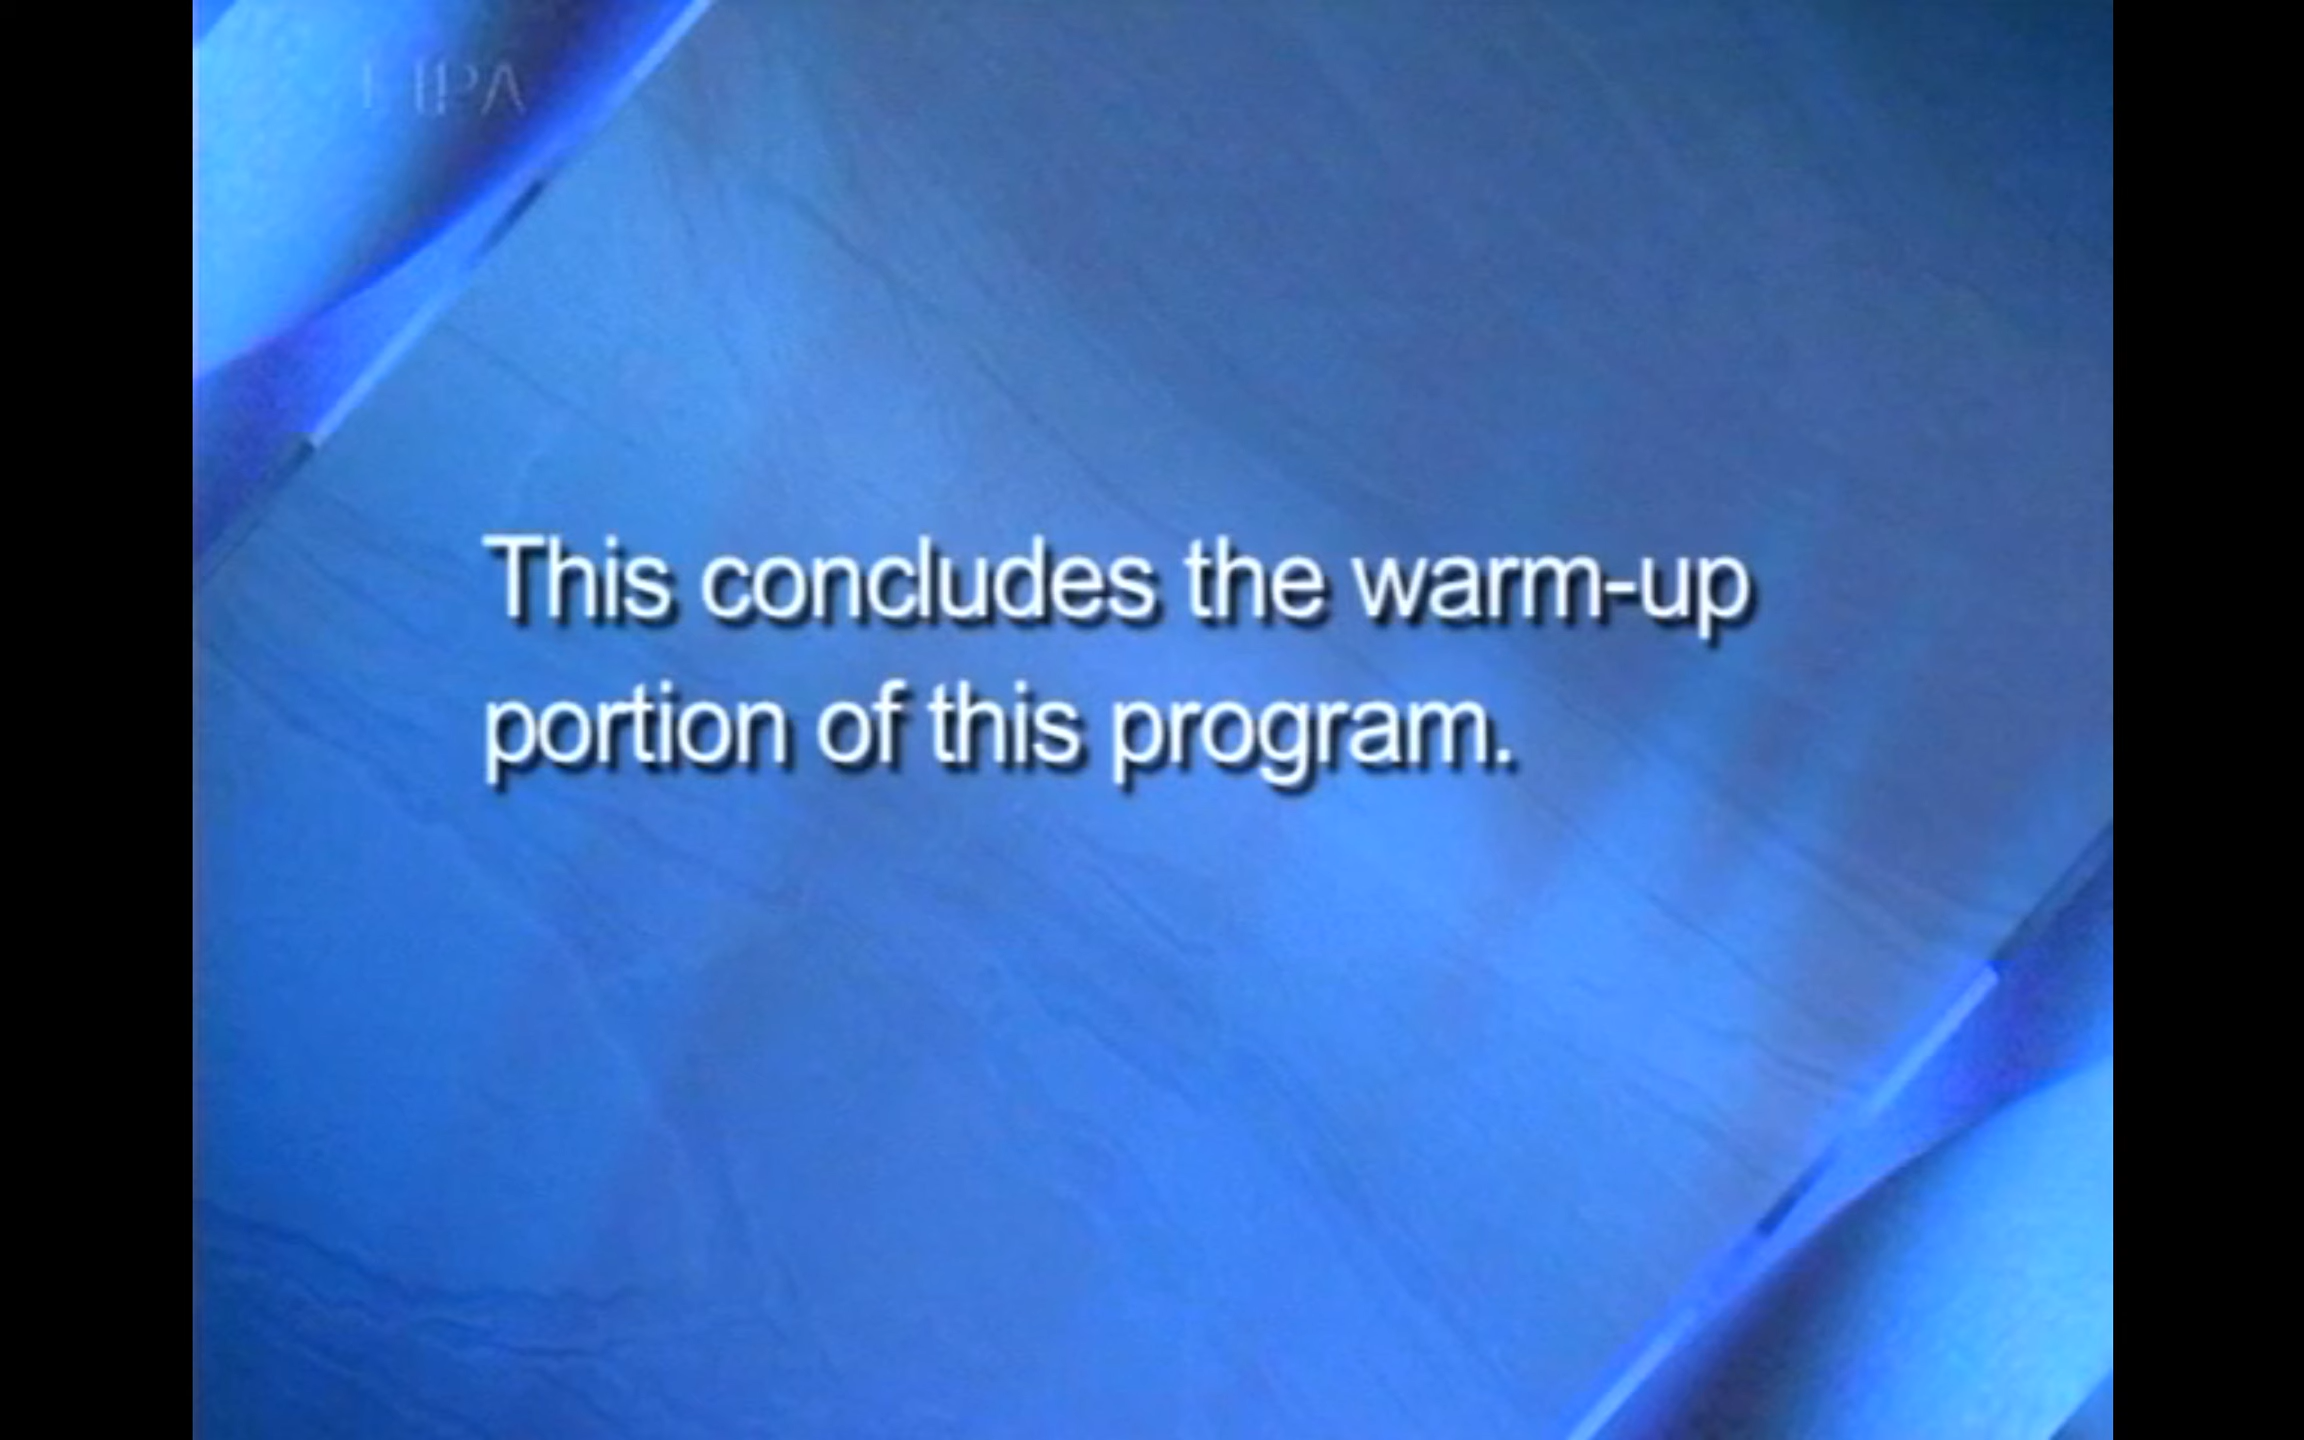 This concludes the warm-up
portion of this program.